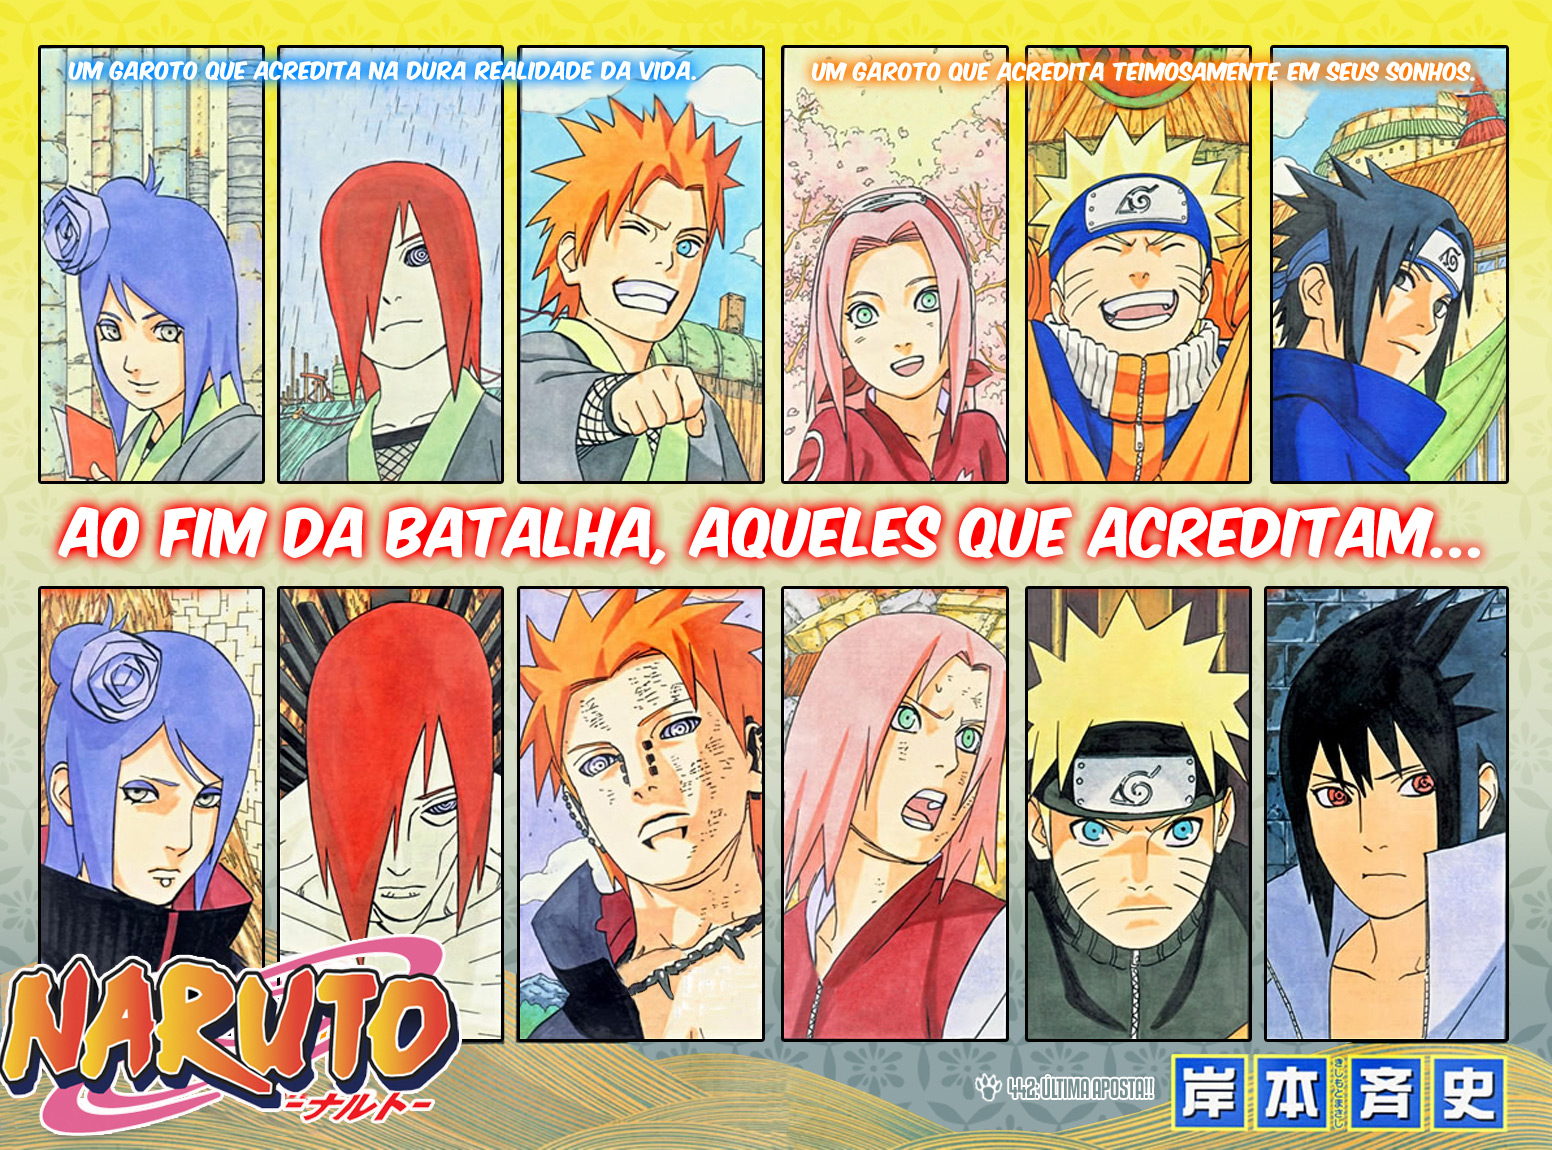 UM GAROTO QUE ACREDITA NA DURA REALIDADE DA VIDA.
UM GAROTO QUE ACREDITA TEIMOSAMENTE EM SEUS SONHOS.
AO FIM DA BATALHA, AQUELES QUE ACREDITAM...
NARUTO
-ナルト-
442: ÚLTIMA APOSTA!!
岸本斉史
きしもとまさし